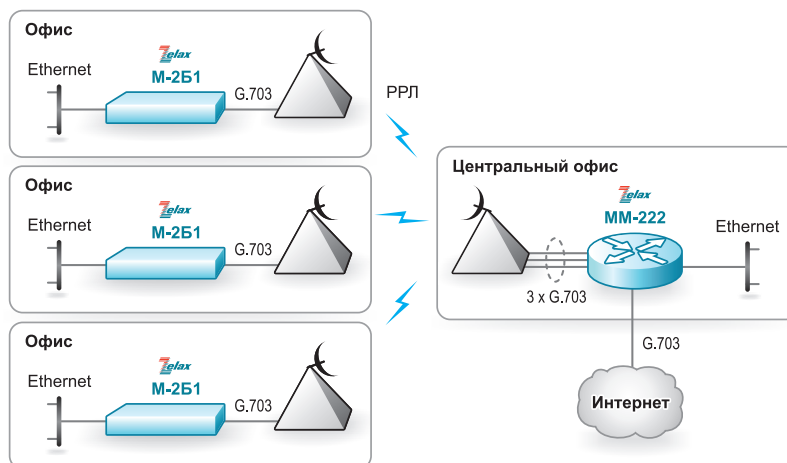 Офис
Zelax
Ethernet
М-2Б1
G.703
РРЛ
Офис
Zelax
Ethernet
М-2Б1
G.703
Офис
Zelax
Ethernet
М-2Б1
G.703
Центральный офис
Zelax
ММ-222
Ethernet
3 x G.703
G.703
Интернет